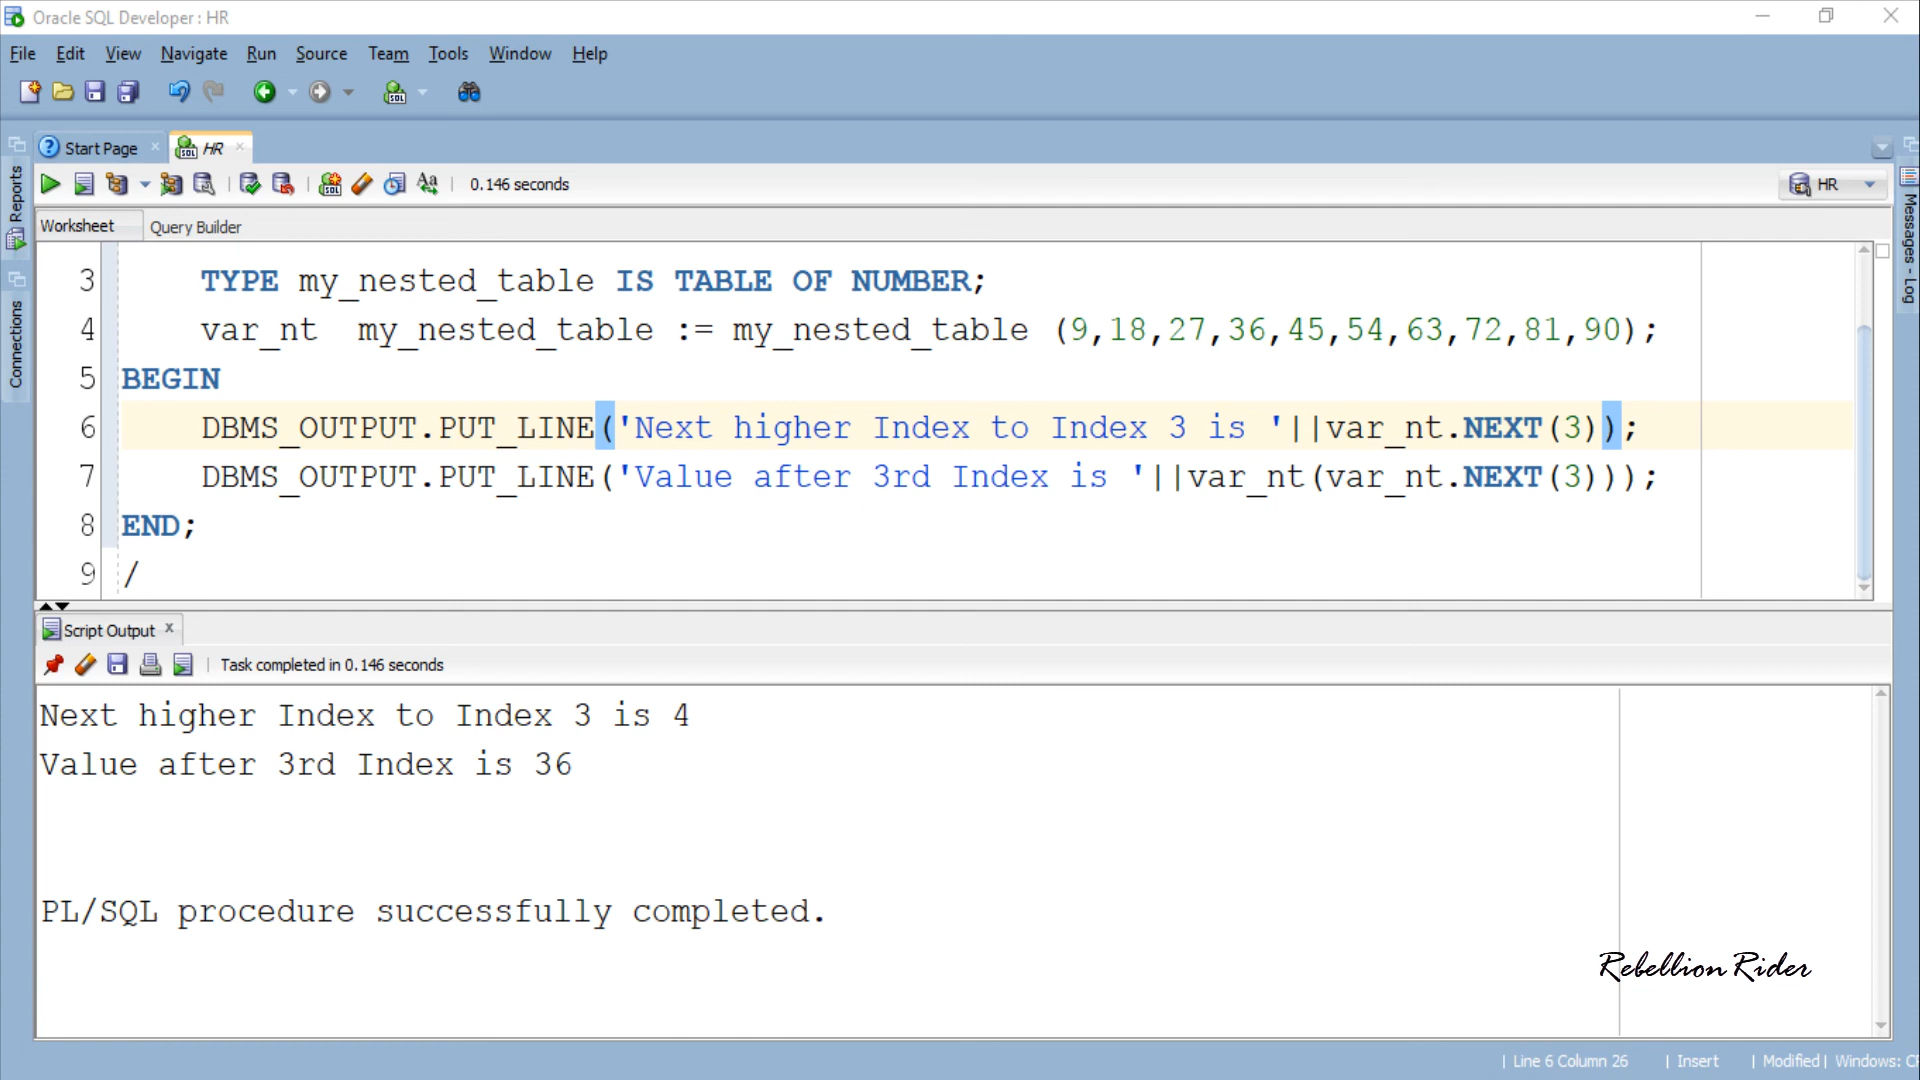 Oracle SQL Developer : HR
File Edit View Navigate Run Source Team Tools Window Help
Start Page HR
0.146 seconds
HR
Reports
Connections
Messages - Log
Worksheet Query Builder
3 TYPE my_nested_table IS TABLE OF NUMBER;
4 var_nt my_nested_table := my_nested_table (9,18,27,36,45,54,63,72,81,90);
5 BEGIN
6 DBMS_OUTPUT.PUT_LINE('Next higher Index to Index 3 is '||var_nt.NEXT(3));
7 DBMS_OUTPUT.PUT_LINE('Value after 3rd Index is '||var_nt(var_nt.NEXT(3)));
8 END;
9 /
Script Output x
Task completed in 0.146 seconds
Next higher Index to Index 3 is 4
Value after 3rd Index is 36
PL/SQL procedure successfully completed.
Rebellion Rider
| Line 6 Column 26 | Insert | Modified | Windows: